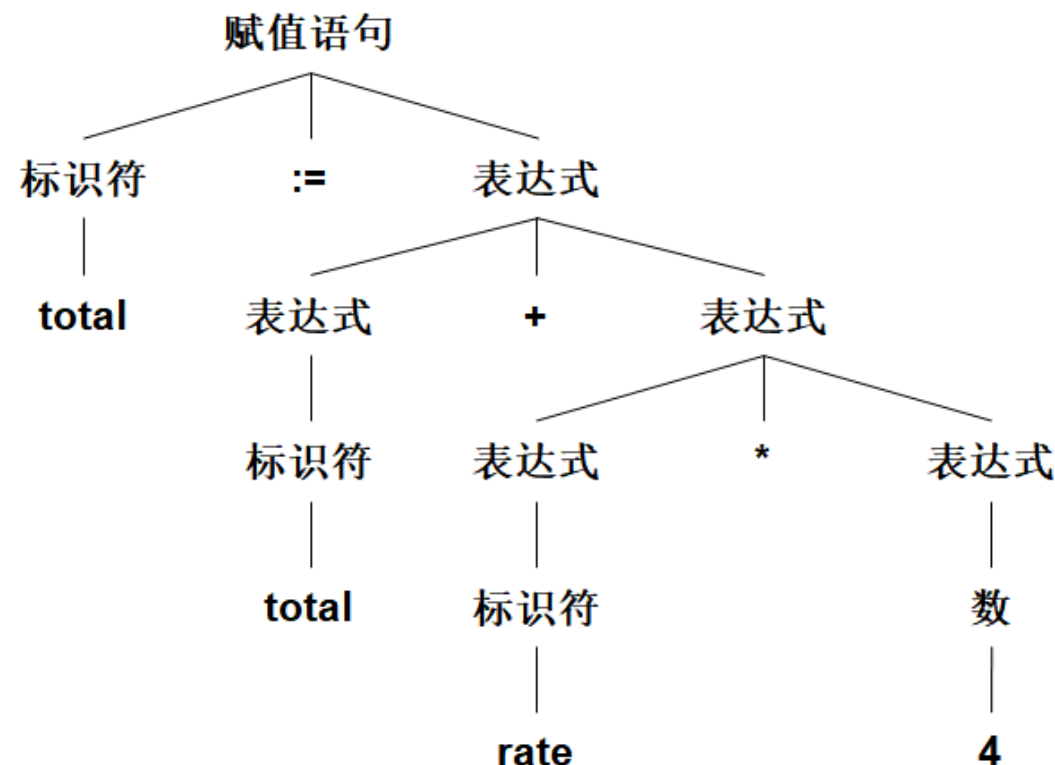 赋值语句
标识符 := 表达式
total 表达式 + 表达式
标识符 表达式 * 表达式
total 标识符 数
rate 4